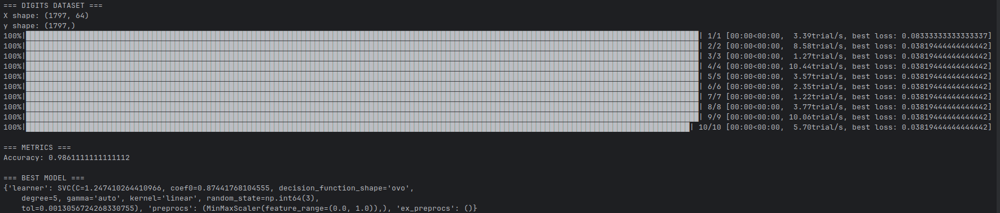 === DIGITS DATASET ===
X shape: (1797, 64)
y shape: (1797,)
100%| | 1/1 [00:00<00:00,  3.39trial/s, best loss: 0.08333333333333337]
100%| | 2/2 [00:00<00:00,  8.58trial/s, best loss: 0.03819444444444442]
100%| | 3/3 [00:00<00:00,  1.27trial/s, best loss: 0.03819444444444442]
100%| | 4/4 [00:00<00:00, 10.44trial/s, best loss: 0.03819444444444442]
100%| | 5/5 [00:00<00:00,  3.57trial/s, best loss: 0.03819444444444442]
100%| | 6/6 [00:00<00:00,  2.35trial/s, best loss: 0.03819444444444442]
100%| | 7/7 [00:00<00:00,  1.22trial/s, best loss: 0.03819444444444442]
100%| | 8/8 [00:00<00:00,  3.77trial/s, best loss: 0.03819444444444442]
100%| | 9/9 [00:00<00:00, 10.06trial/s, best loss: 0.03819444444444442]
100%| | 10/10 [00:00<00:00,  5.70trial/s, best loss: 0.03819444444444442]
=== METRICS ===
Accuracy: 0.9861111111111112
=== BEST MODEL ===
{'learner': SVC(C=1.247410264410966, coef0=0.87441768104555, decision_function_shape='ovo',
degree=5, gamma='auto', kernel='linear', random_state=np.int64(3),
tol=0.0013056724268330755), 'preprocs': (MinMaxScaler(feature_range=(0.0, 1.0)),), 'ex_preprocs': ()}